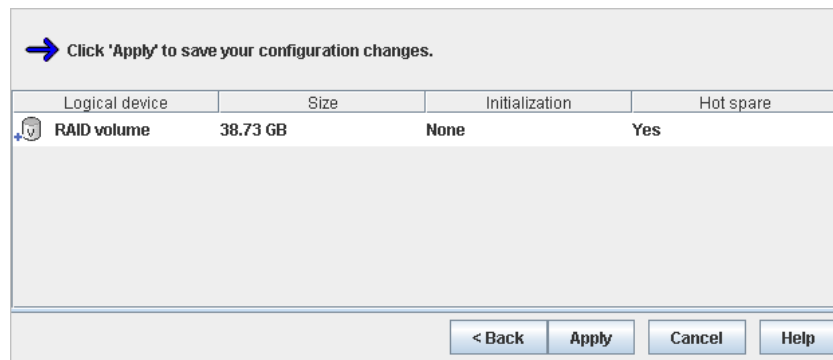 Click 'Apply' to save your configuration changes.
Logical device Size Initialization Hot spare
v RAID volume 38.73 GB None Yes
< Back Apply Cancel Help